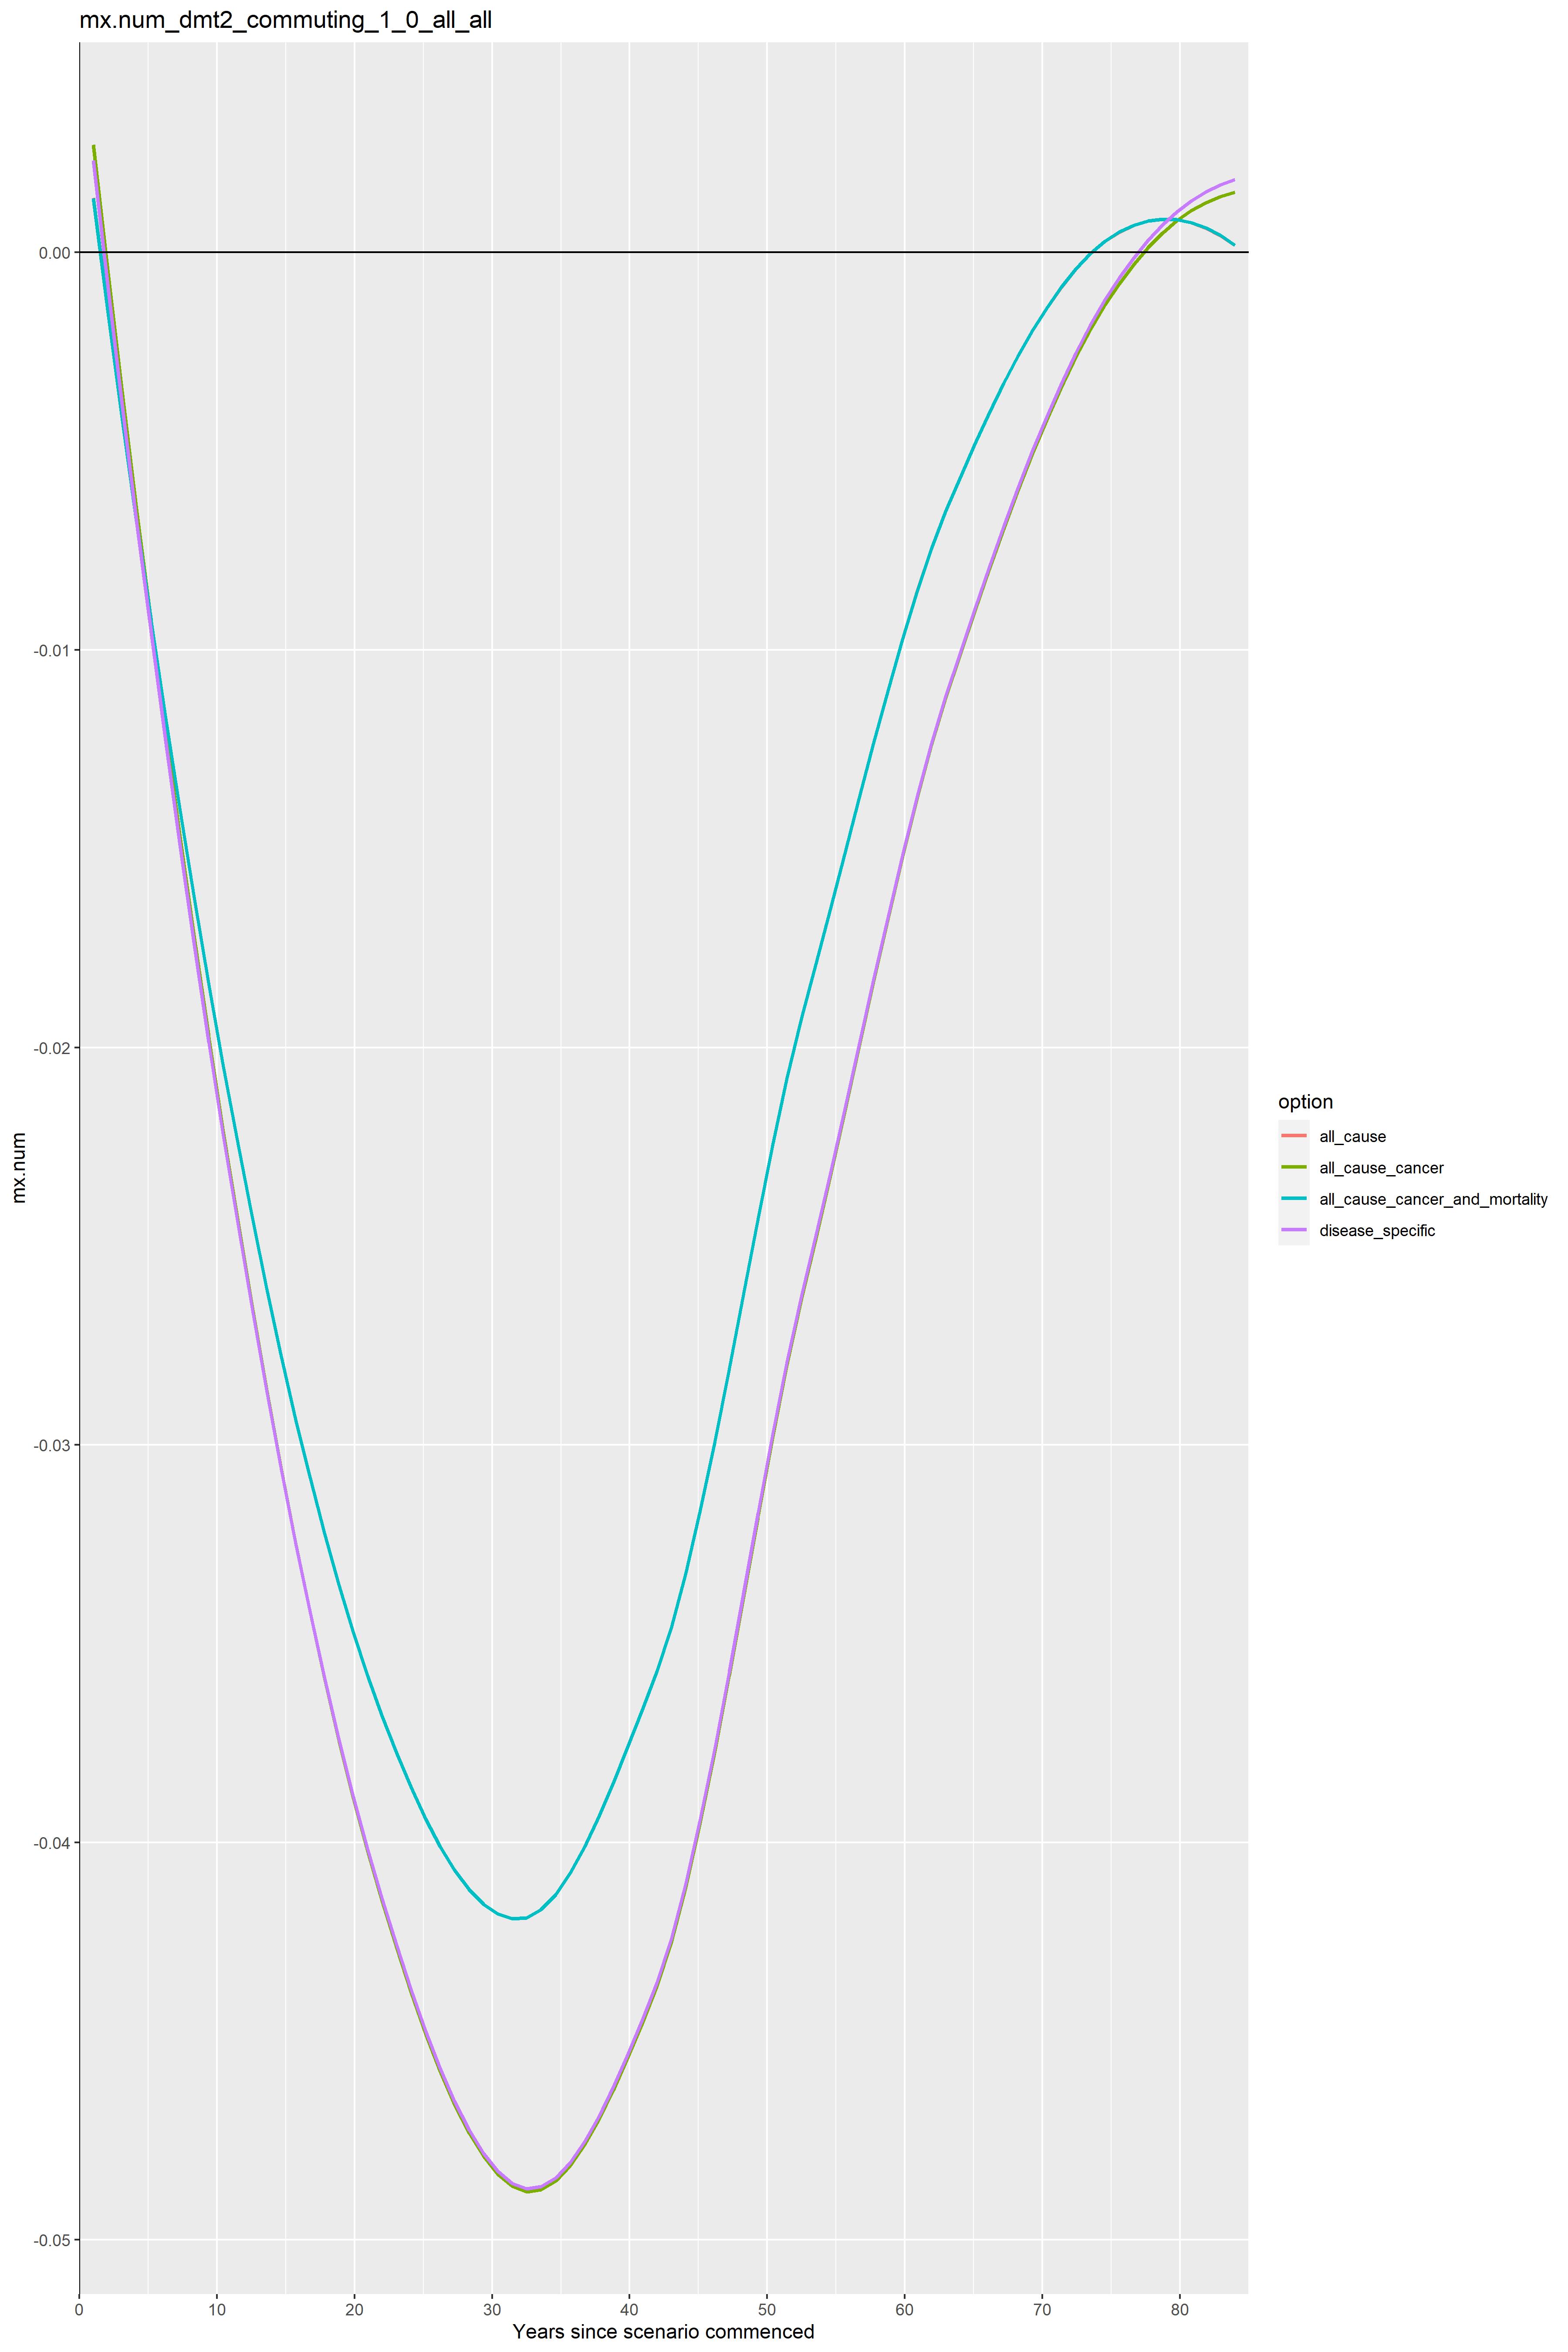 mx.num_dmt2_commuting_1_0_all_all
mx.num
0.00
-0.01
-0.02
-0.03
-0.04
-0.05
0 10 20 30 40 50 60 70 80
Years since scenario commenced
option
all_cause
all_cause_cancer
all_cause_cancer_and_mortality
disease_specific